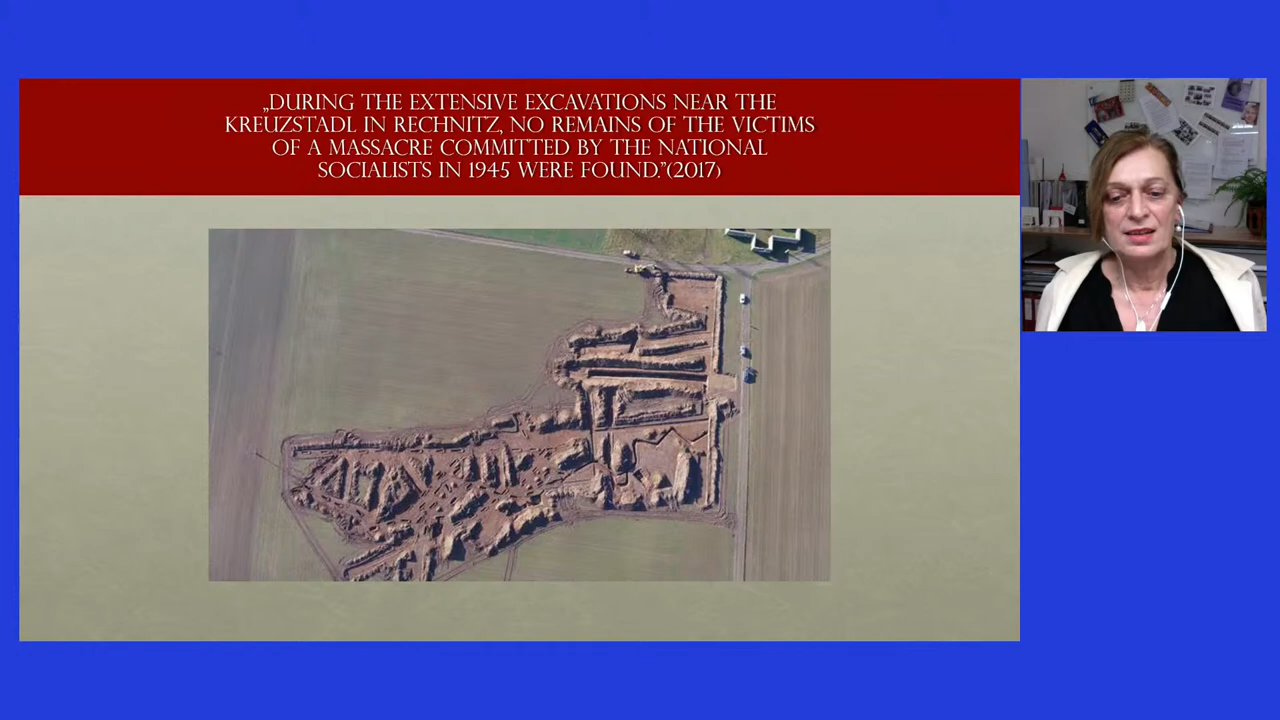 „DURING THE EXTENSIVE EXCAVATIONS NEAR THE
KREUZSTADL IN RECHNITZ, NO REMAINS OF THE VICTIMS
OF A MASSACRE COMMITTED BY THE NATIONAL
SOCIALISTS IN 1945 WERE FOUND.”(2017)